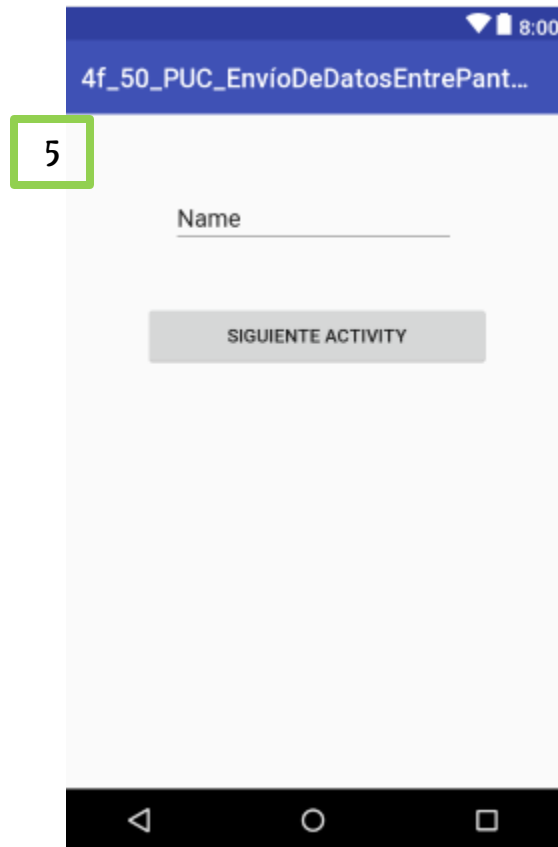 8:00
4f_50_PUC_EnvíoDeDatosEntrePant...
5
Name
SIGUIENTE ACTIVITY